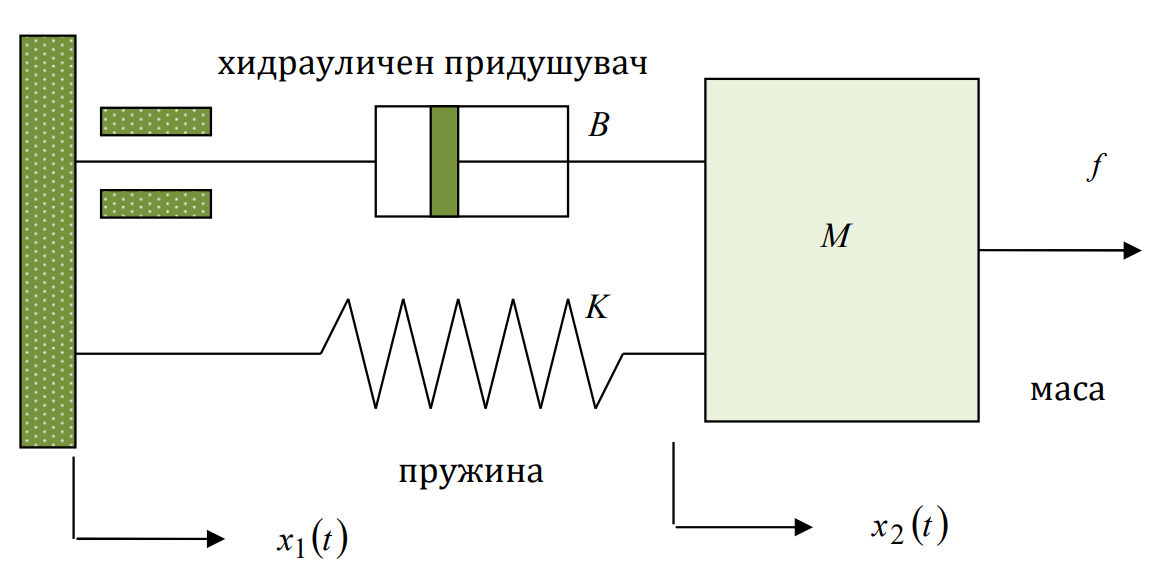 хидрауличен придушувач
B
f
M
K
маса
пружина
x₁(t)
x₂(t)